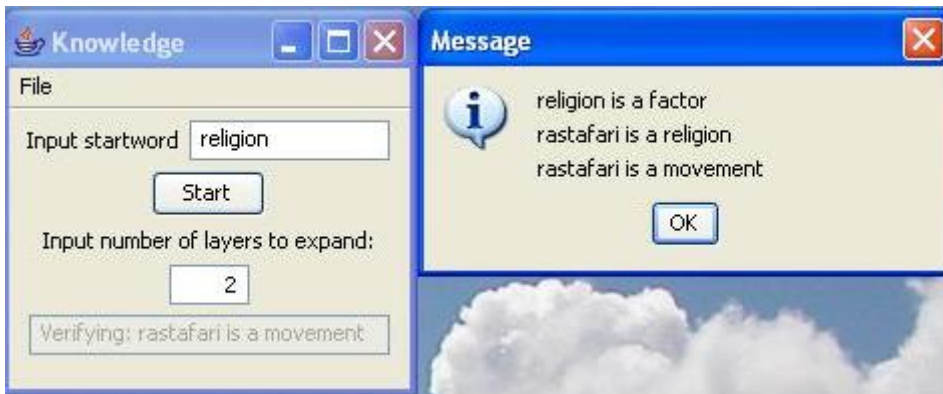 Knowledge
File
Input startword religion
Start
Input number of layers to expand:
2
Verifying: rastafari is a movement
Message
religion is a factor
rastafari is a religion
rastafari is a movement
OK